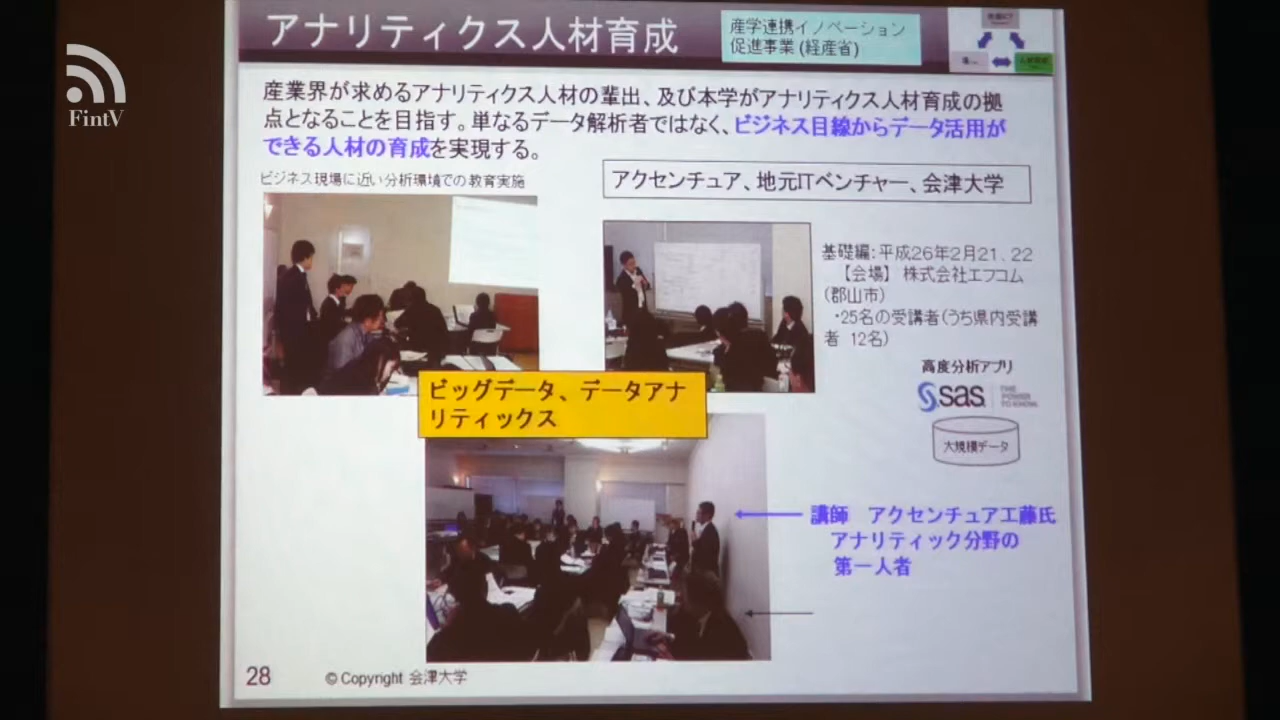 FintV
アナリティクス人材育成
産学連携イノベーション
促進事業(経産省)
産業界が求めるアナリティクス人材の輩出、及び本学がアナリティクス人材育成の拠
点となることを目指す。単なるデータ解析者ではなく、ビジネス目線からデータ活用が
できる人材の育成を実現する。
ビジネス現場に近い分析環境での教育実施
アクセンチュア、地元ITベンチャー、会津大学
基礎編:平成26年2月21、22
【会場】 株式会社エフコム
(郡山市)
・25名の受講者(うち県内受講
者 12名)
高度分析アプリ
sas
THE
POWER
TO KNOW
大規模データ
ビッグデータ、データアナ
リティックス
講師 アクセンチュア工藤氏
アナリティック分野の
第一人者
28
© Copyright 会津大学